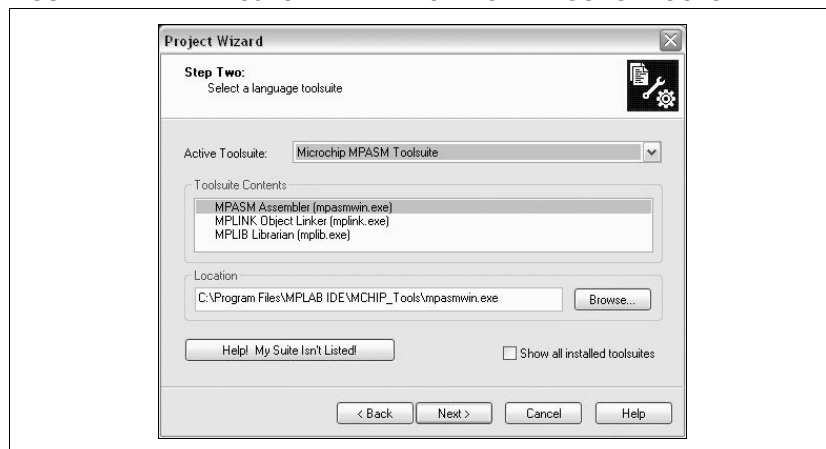 Project Wizard
Step Two:
Select a language toolsuite
Active Toolsuite: Microchip MPASM Toolsuite
Toolsuite Contents
MPASM Assembler (mpasmwin.exe)
MPLINK Object Linker (mplink.exe)
MPLIB Librarian (mplib.exe)
Location
C:\Program Files\MPLAB IDE\MCHIP_Tools\mpasmwin.exe Browse...
Help! My Suite Isn't Listed! Show all installed toolsuites
< Back Next > Cancel Help